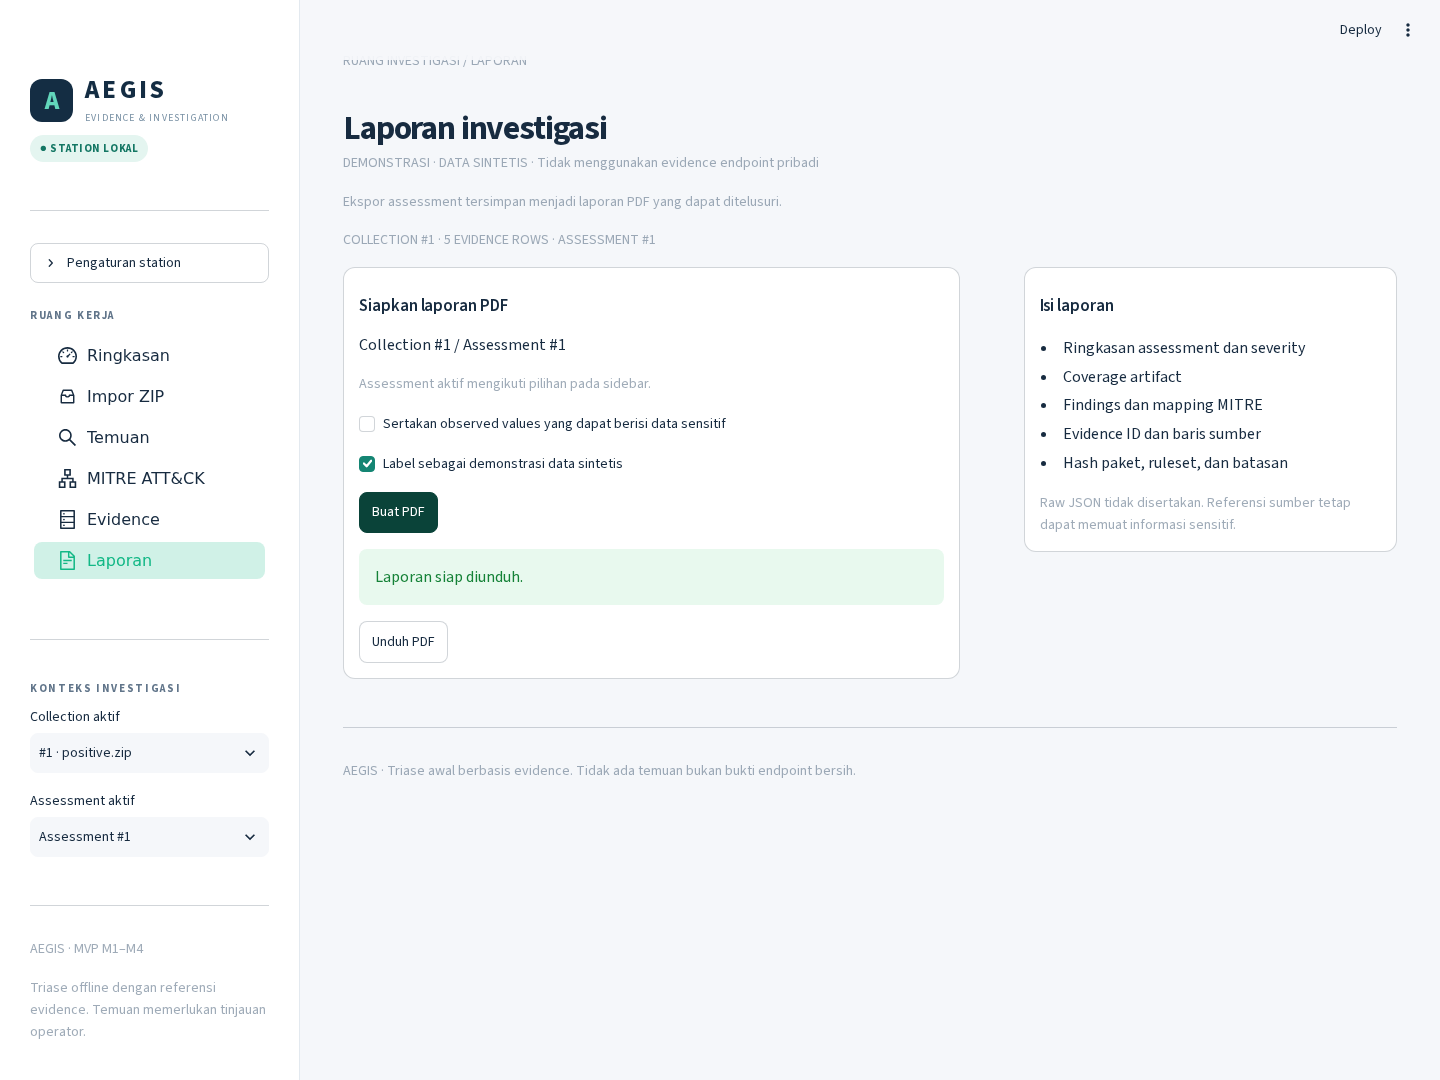 A
AEGIS
EVIDENCE & INVESTIGATION
STATION LOKAL
Pengaturan station
RUANG KERJA
Ringkasan
Impor ZIP
Temuan
MITRE ATT&CK
Evidence
Laporan
KONTEKS INVESTIGASI
Collection aktif
#1 · positive.zip
Assessment aktif
Assessment #1
AEGIS · MVP M1–M4
Triase offline dengan referensi
evidence. Temuan memerlukan tinjauan
operator.
Deploy
RUANG INVESTIGASI / LAPORAN
Laporan investigasi
DEMONSTRASI · DATA SINTETIS · Tidak menggunakan evidence endpoint pribadi
Ekspor assessment tersimpan menjadi laporan PDF yang dapat ditelusuri.
COLLECTION #1 · 5 EVIDENCE ROWS · ASSESSMENT #1
Siapkan laporan PDF
Collection #1 / Assessment #1
Assessment aktif mengikuti pilihan pada sidebar.
Sertakan observed values yang dapat berisi data sensitif
Label sebagai demonstrasi data sintetis
Buat PDF
Laporan siap diunduh.
Unduh PDF
Isi laporan
Ringkasan assessment dan severity
Coverage artifact
Findings dan mapping MITRE
Evidence ID dan baris sumber
Hash paket, ruleset, dan batasan
Raw JSON tidak disertakan. Referensi sumber tetap
dapat memuat informasi sensitif.
AEGIS · Triase awal berbasis evidence. Tidak ada temuan bukan bukti endpoint bersih.